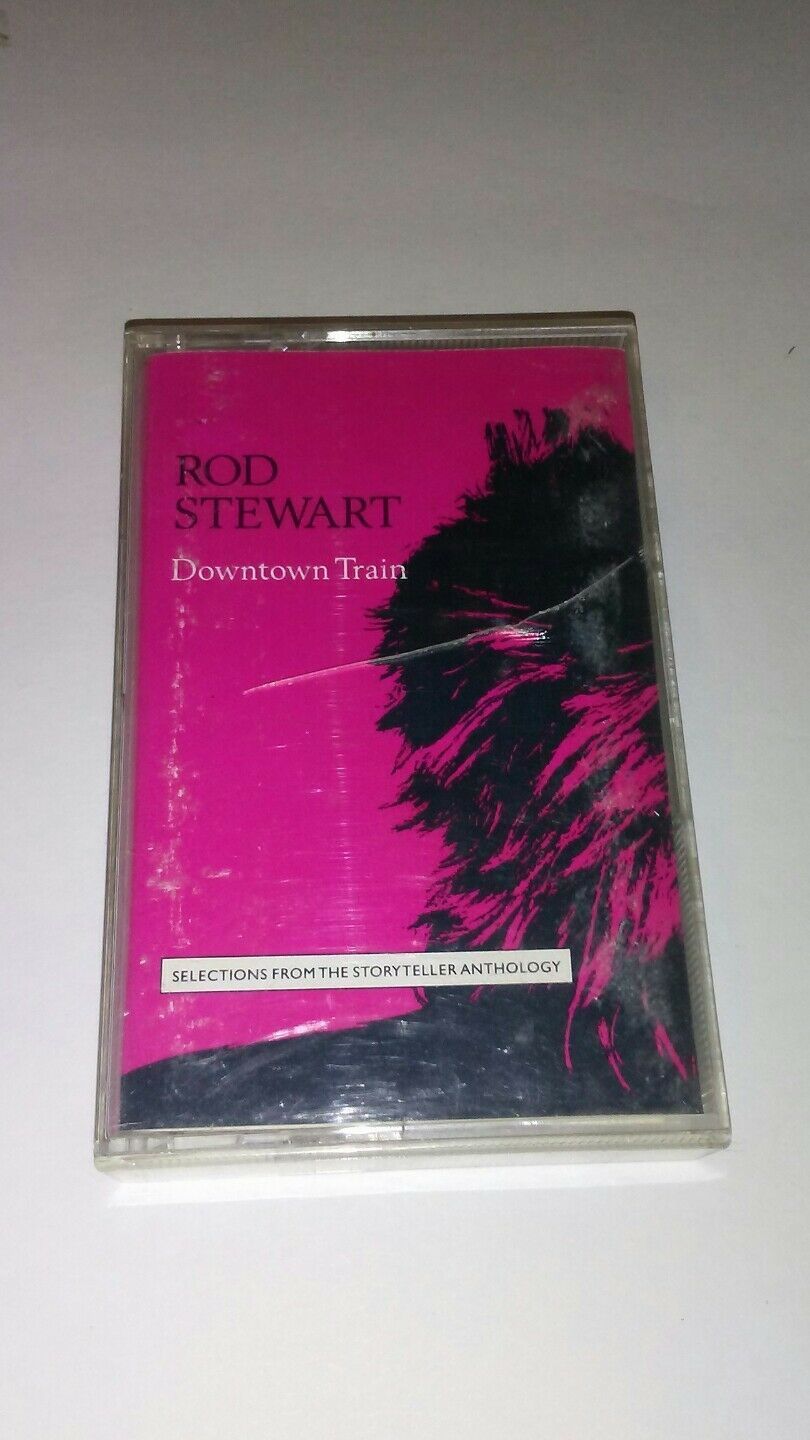 ROD
STEWART
Downtown Train
SELECTIONS FROM THE STORYTELLER ANTHOLOGY